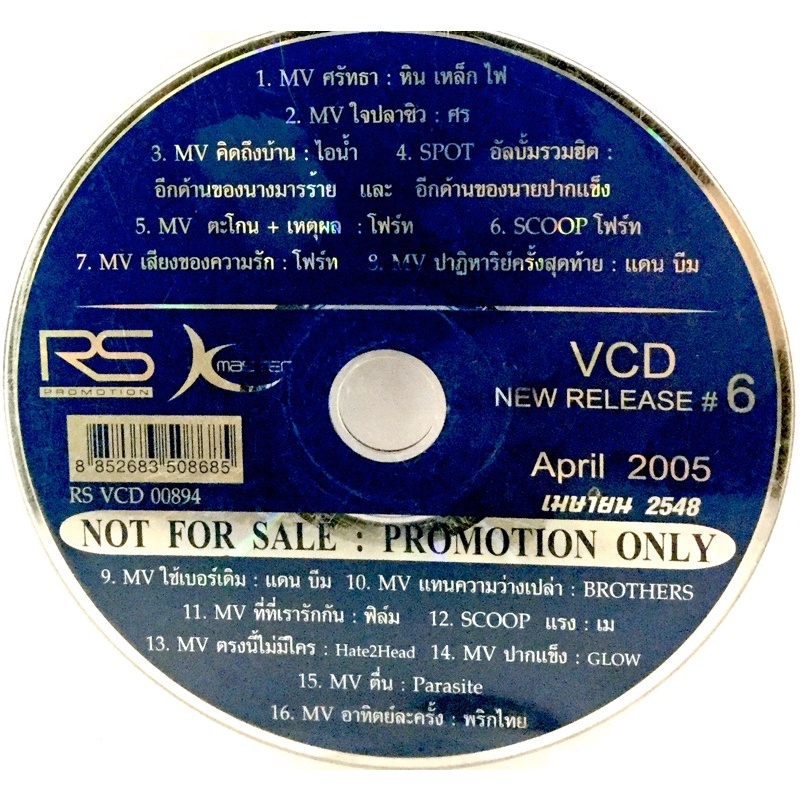 1. MV ศรัทธา : หิน เหล็ก ไฟ
2. MV ใจปลาซิว : ศร
3. MV คิดถึงบ้าน : ไอน้ำ 4. SPOT อัลบั้มรวมฮิต :
อีกด้านของนางมารร้าย และ อีกด้านของนายปากแข็ง
5. MV ตะโกน + เหตุผล : โฟร์ท 6. SCOOP โฟร์ท
7. MV เสียงของความรัก : โฟร์ท 8. MV ปาฏิหาริย์ครั้งสุดท้าย : แดน บีม
RS
PROMOTION
K master
VCD
NEW RELEASE # 6
8 852683 508685
RS VCD 00894
April 2005
เมษายน 2548
NOT FOR SALE : PROMOTION ONLY
9. MV ใช้เบอร์เดิม : แดน บีม 10. MV แทนความว่างเปล่า : BROTHERS
11. MV ที่ที่เรารักกัน : ฟิล์ม 12. SCOOP แรง : เม
13. MV ตรงนี้ไม่มีใคร : Hate2Head 14. MV ปากแข็ง : GLOW
15. MV ตื่น : Parasite
16. MV อาทิตย์ละครั้ง : พริกไทย